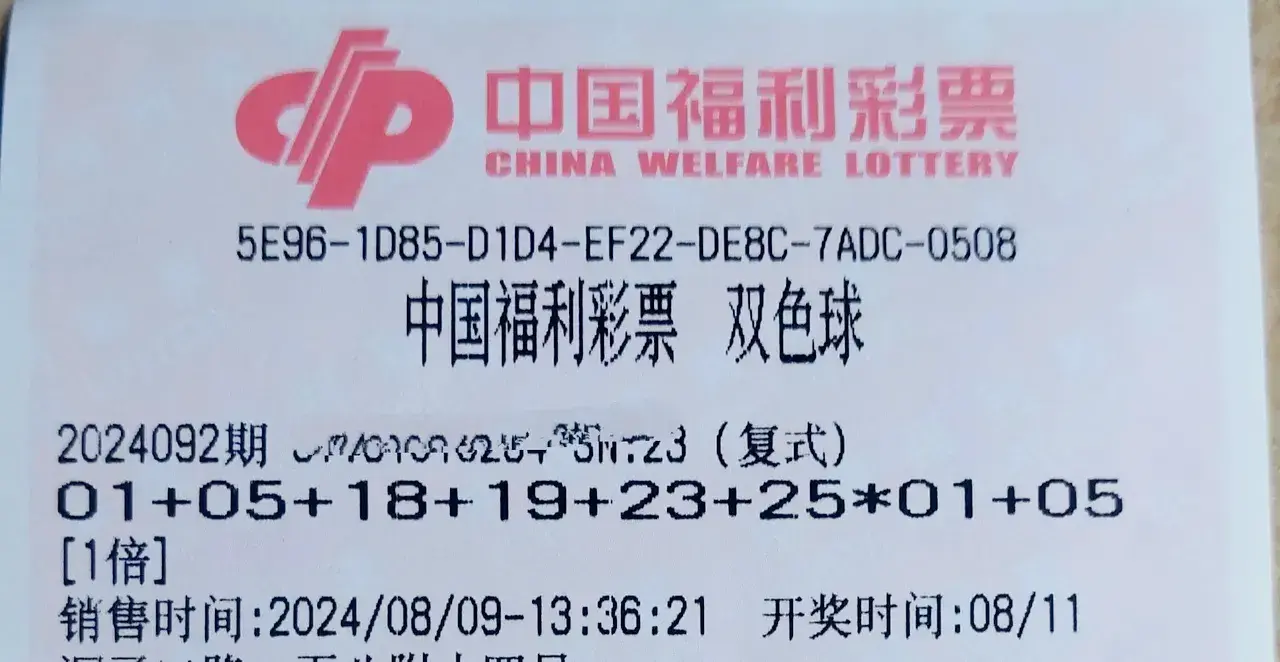 中国福利彩票
CHINA WELFARE LOTTERY
5E96-1D85-D1D4-EF22-DE8C-7ADC-0508
中国福利彩票 双色球
2024092期 (复式)
01+05+18+19+23+25*01+05
[1倍]
销售时间:2024/08/09-13:36:21 开奖时间:08/11